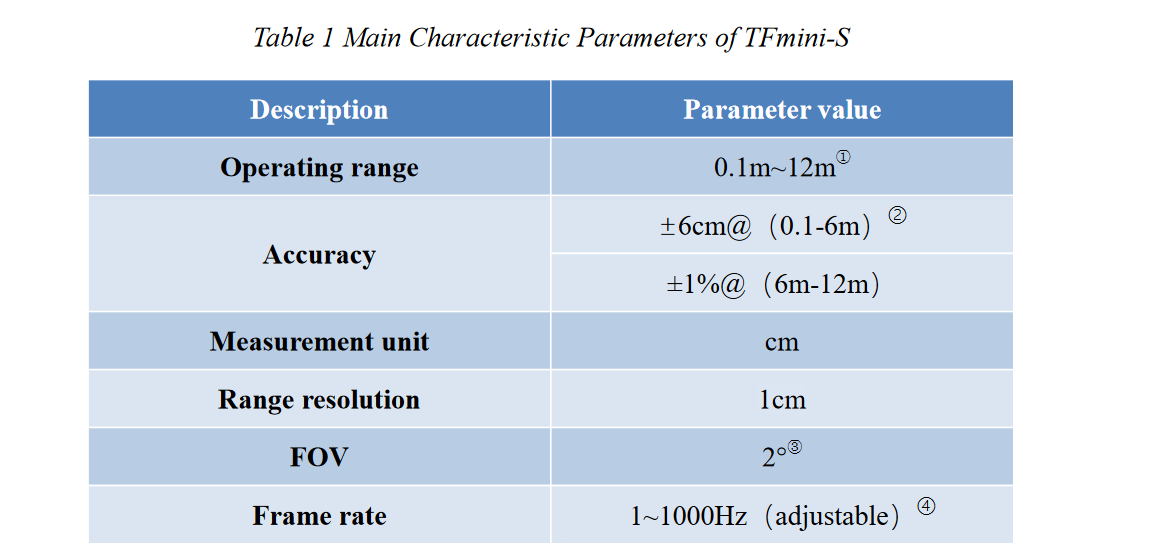 Table 1 Main Characteristic Parameters of TFmini-S
Description Parameter value
Operating range 0.1m~12m①
Accuracy ±6cm@（0.1-6m）②
±1%@（6m-12m）
Measurement unit cm
Range resolution 1cm
FOV 2°③
Frame rate 1~1000Hz（adjustable）④